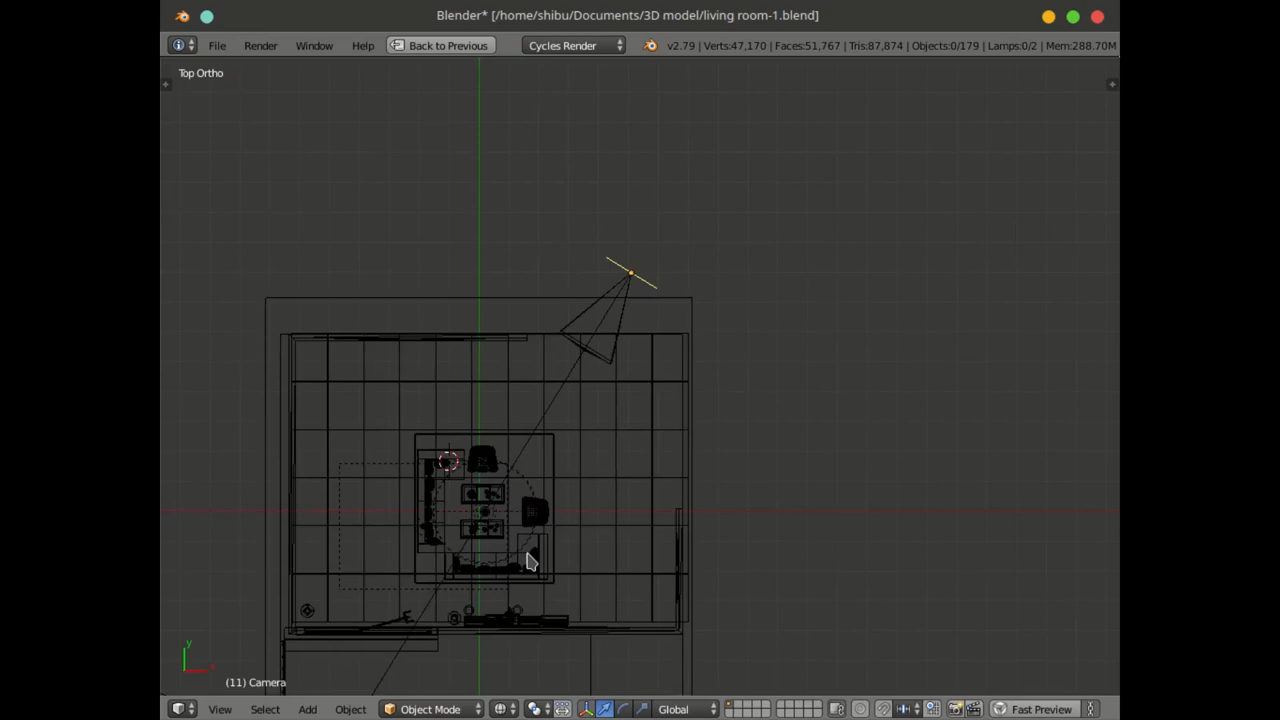 Blender* [/home/shibu/Documents/3D model/living room-1.blend]
File Render Window Help Back to Previous Cycles Render v2.79 | Verts:47,170 | Faces:51,767 | Tris:87,874 | Objects:0/179 | Lamps:0/2 | Mem:288.70M
Top Ortho
y
x
(11) Camera
View Select Add Object Object Mode Global Fast Preview